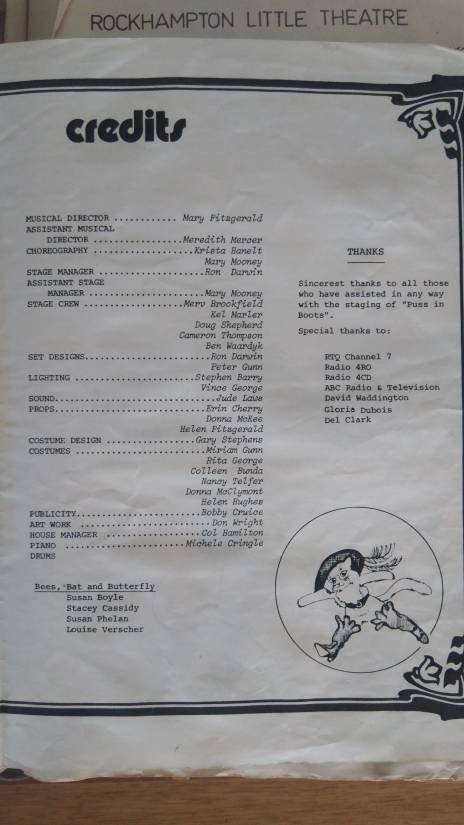 ROCKHAMPTON LITTLE THEATRE
credits
MUSICAL DIRECTOR ............ Mary Fitzgerald
ASSISTANT MUSICAL
DIRECTOR ...............Meredith Mercer
CHOREOGRAPHY ...................Krista Hanelt
Mary Mooney
STAGE MANAGER ....................Ron Darwin
ASSISTANT STAGE
MANAGER ......................Mary Mooney
STAGE CREW ...................Merv Brookfield
Kel Marler
Doug Shepherd
Cameron Thompson
Ben Waardyk
SET DESIGNS........................Ron Darwin
Peter Gunn
LIGHTING .......................Stephen Barry
Vince George
SOUND...............................Jude Lawe
PROPS.............................Erin Cherry
Donna McKee
Helen Fitzgerald
COSTUME DESIGN .................Gary Stephens
COSTUMES .........................Miriam Gunn
Rita George
Colleen Bunda
Nancy Telfer
Donna McClymont
Helen Hughes
PUBLICITY........................Bobby Cruice
ART WORK .........................Don Wright
HOUSE MANAGER ..................Col Hamilton
PIANO .......................Michele Cringle
DRUMS
Bees, Bat and Butterfly
Susan Boyle
Stacey Cassidy
Susan Phelan
Louise Verscher
THANKS
Sincerest thanks to all those
who have assisted in any way
with the staging of "Puss in
Boots".
Special thanks to:
RTQ Channel 7
Radio 4RO
Radio 4CD
ABC Radio & Television
David Waddington
Gloria Dubois
Del Clark